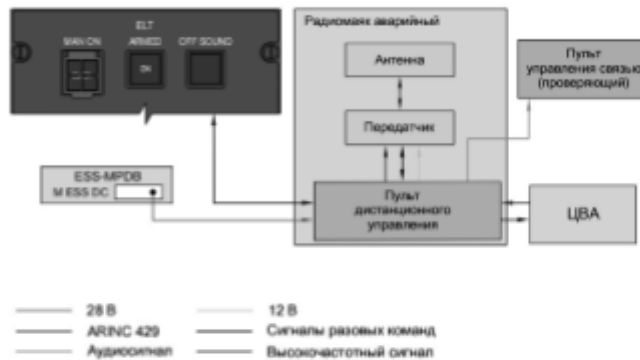 ELT
MAN ON ARMED OFF SOUND
ON
Радиомаяк аварийный
Антенна
Передатчик
Пульт
управления связью
(проверяющий)
ESS-MPDB
M ESS DC
Пульт
дистанционного
управления
ЦВА
28 В
12 В
ARINC 429
Сигналы разовых команд
Аудиосигнал
Высокочастотный сигнал